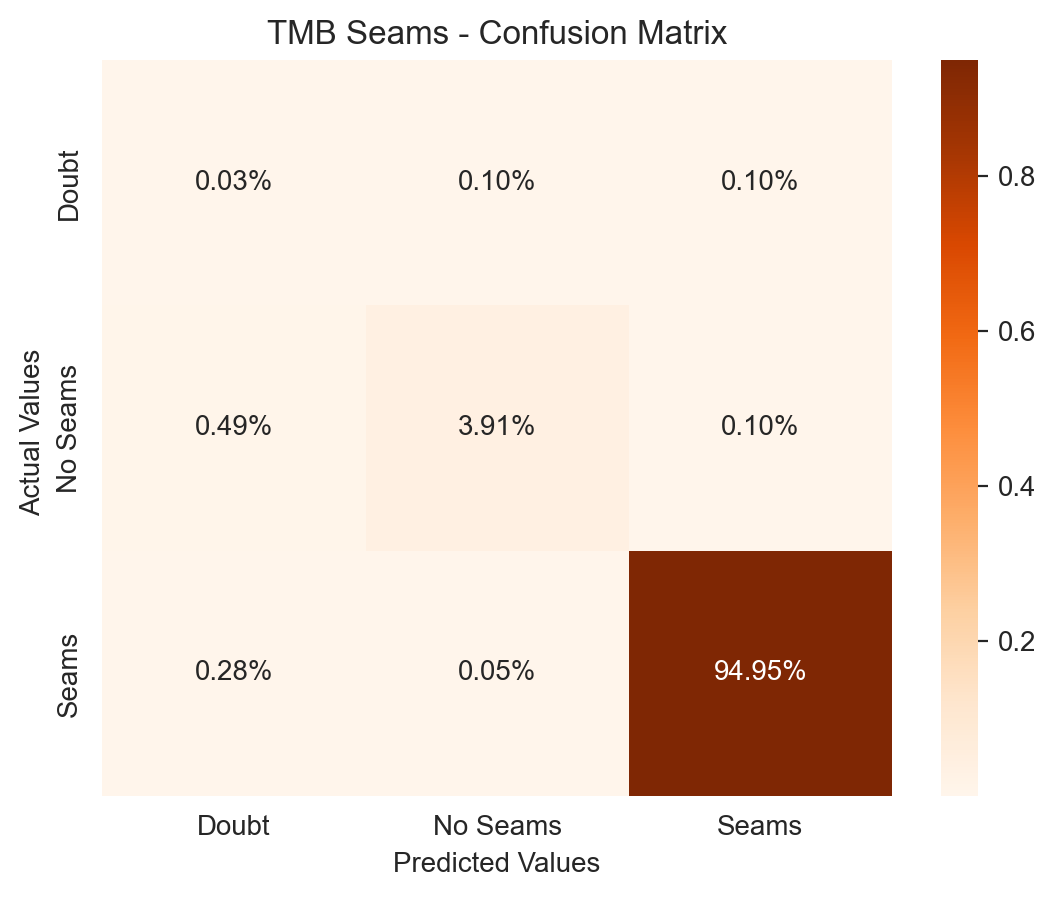 TMB Seams - Confusion Matrix
Actual Values
Doubt
0.03% 0.10% 0.10%
No Seams
0.49% 3.91% 0.10%
Seams
0.28% 0.05% 94.95%
Doubt No Seams Seams
Predicted Values
0.8
0.6
0.4
0.2